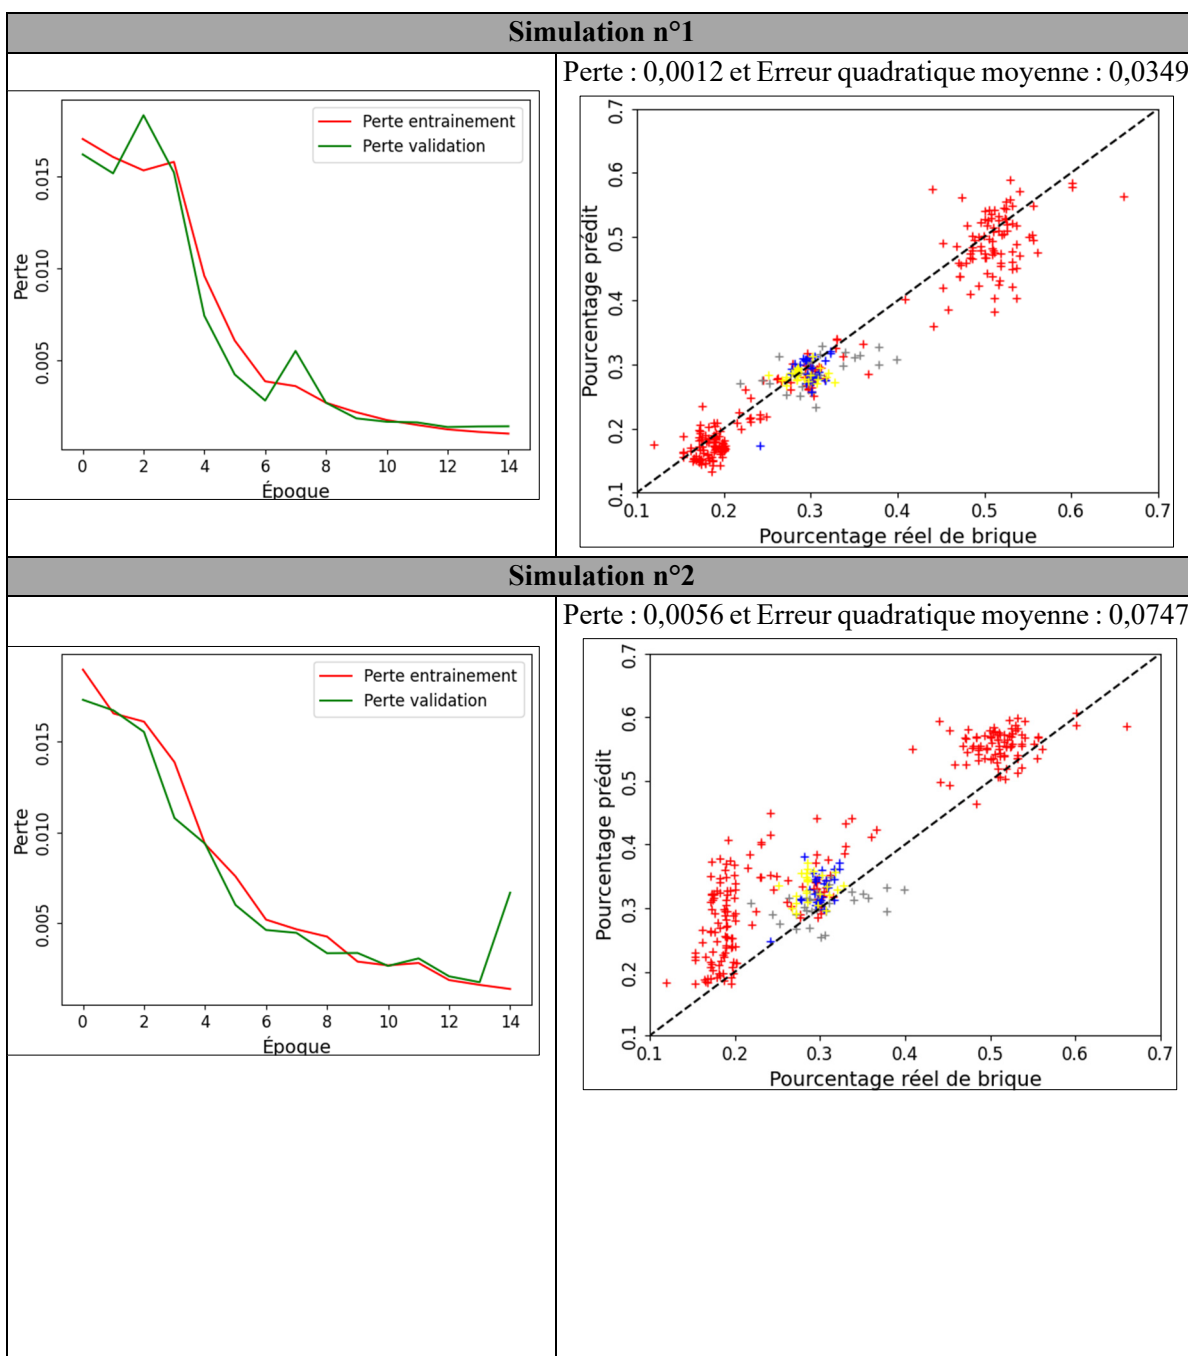 Simulation n°1
Perte : 0,0012 et Erreur quadratique moyenne : 0,0349
Perte entrainement
Perte validation
0.015
0.010
0.005
Perte
0 2 4 6 8 10 12 14
Époque
0.7
0.6
0.5
0.4
0.3
0.2
0.1
Pourcentage prédit
0.1 0.2 0.3 0.4 0.5 0.6 0.7
Pourcentage réel de brique
Simulation n°2
Perte : 0,0056 et Erreur quadratique moyenne : 0,0747
Perte entrainement
Perte validation
0.015
0.010
0.005
Perte
0 2 4 6 8 10 12 14
Époque
0.7
0.6
0.5
0.4
0.3
0.2
0.1
Pourcentage prédit
0.1 0.2 0.3 0.4 0.5 0.6 0.7
Pourcentage réel de brique